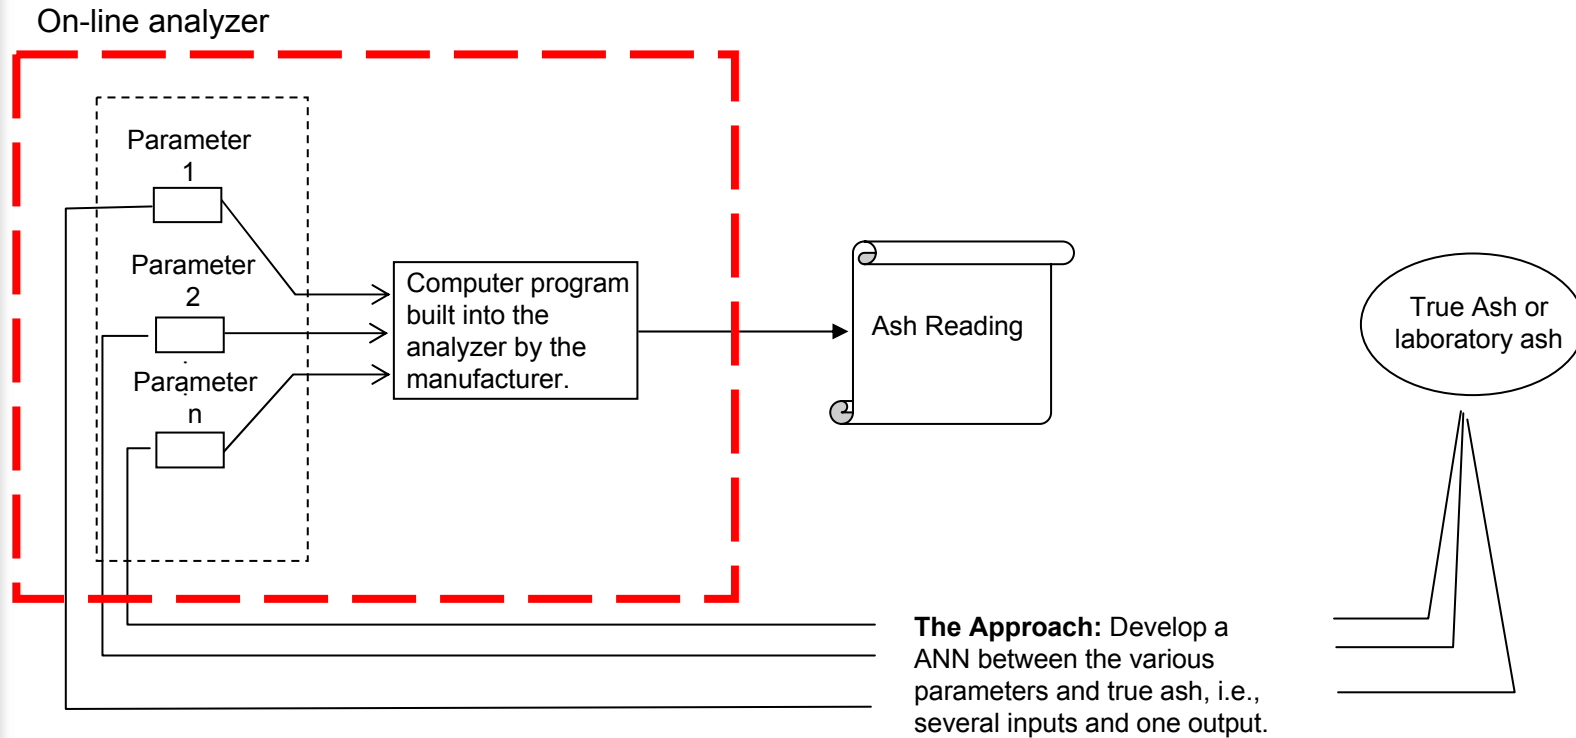 On-line analyzer
Parameter
1
Parameter
2
Parameter
n
Computer program
built into the
analyzer by the
manufacturer.
Ash Reading
True Ash or
laboratory ash
The Approach: Develop a
ANN between the various
parameters and true ash, i.e.,
several inputs and one output.